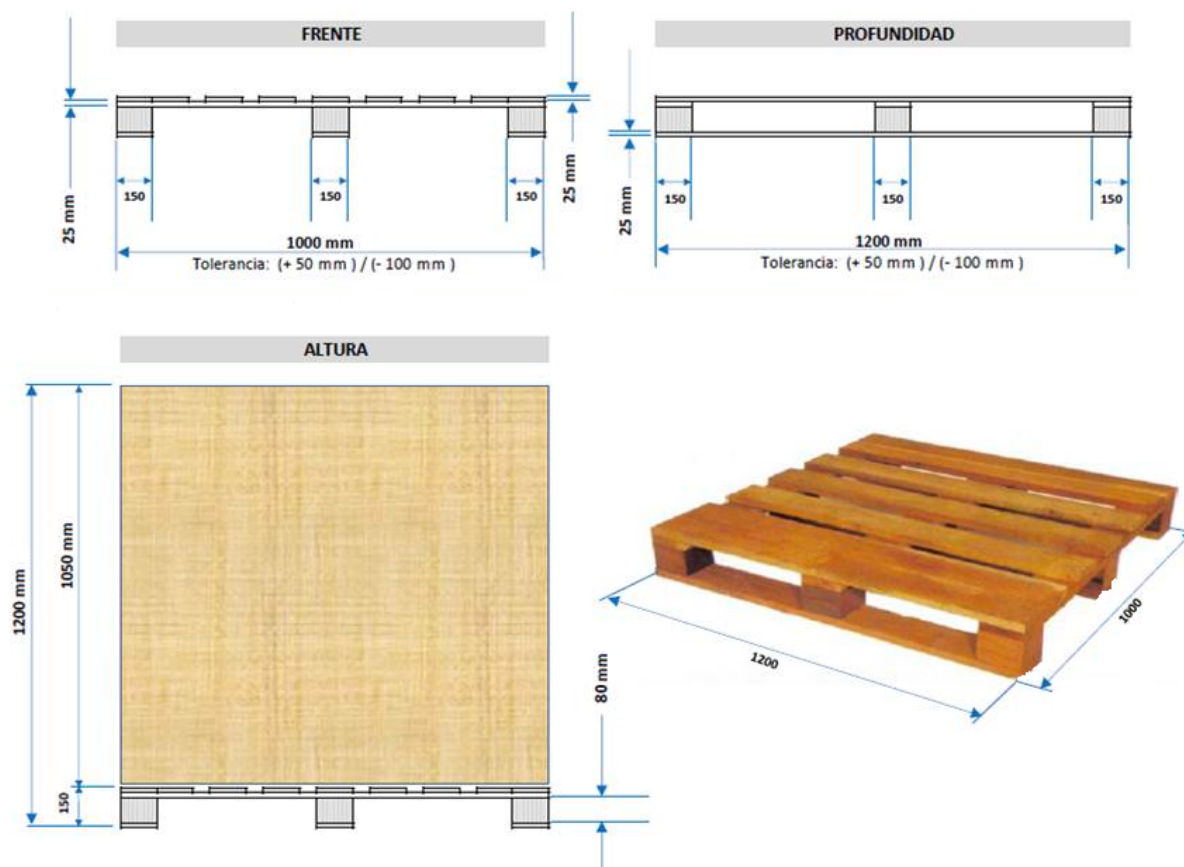 FRENTE
25 mm
150
150
150
25 mm
1000 mm
Tolerancia: (+ 50 mm ) / (- 100 mm )
PROFUNDIDAD
25 mm
150
150
150
1200 mm
Tolerancia: (+ 50 mm ) / (- 100 mm )
ALTURA
1200 mm
1050 mm
150
80 mm
1200
1000